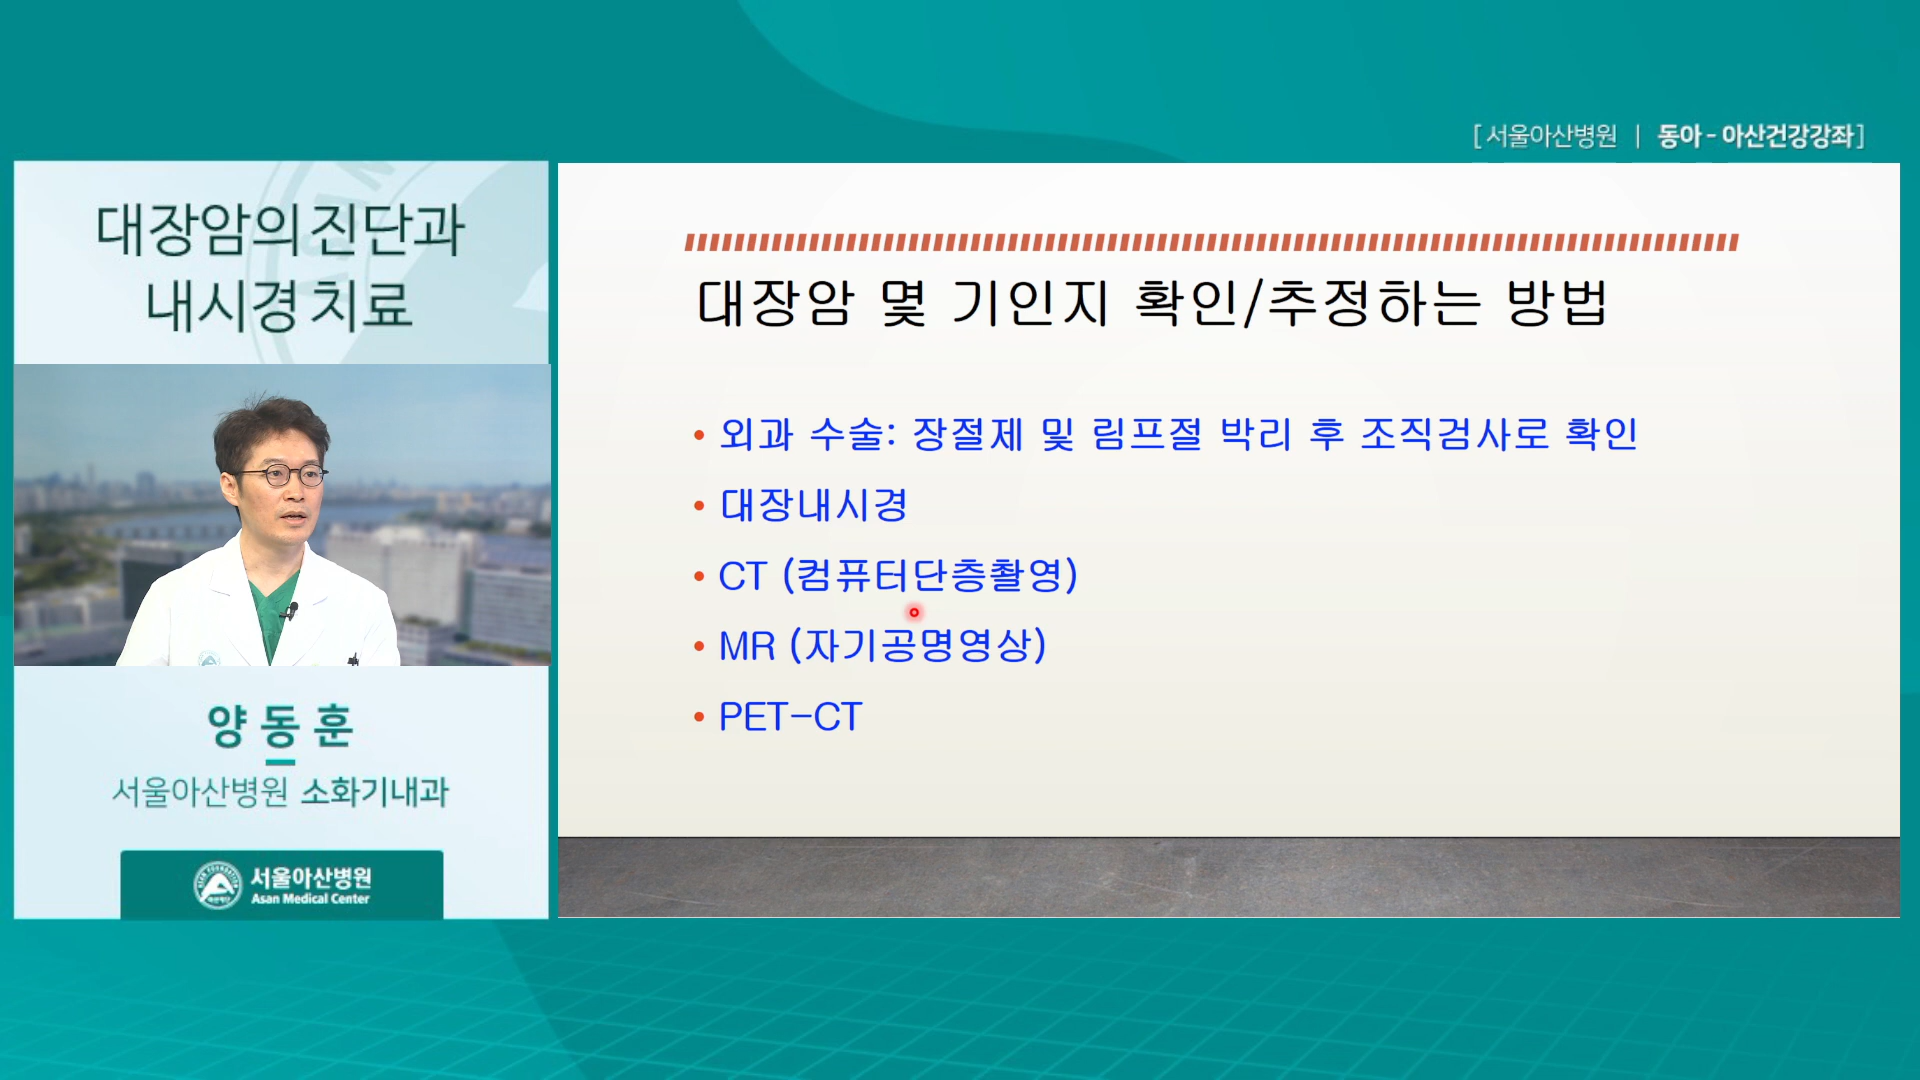 [ 서울아산병원 | 동아 - 아산건강강좌 ]
대장암의 진단과
내시경 치료
양동훈
서울아산병원 소화기내과
서울아산병원
Asan Medical Center
대장암 몇 기인지 확인/추정하는 방법
• 외과 수술: 장절제 및 림프절 박리 후 조직검사로 확인
• 대장내시경
• CT (컴퓨터단층촬영)
• MR (자기공명영상)
• PET-CT